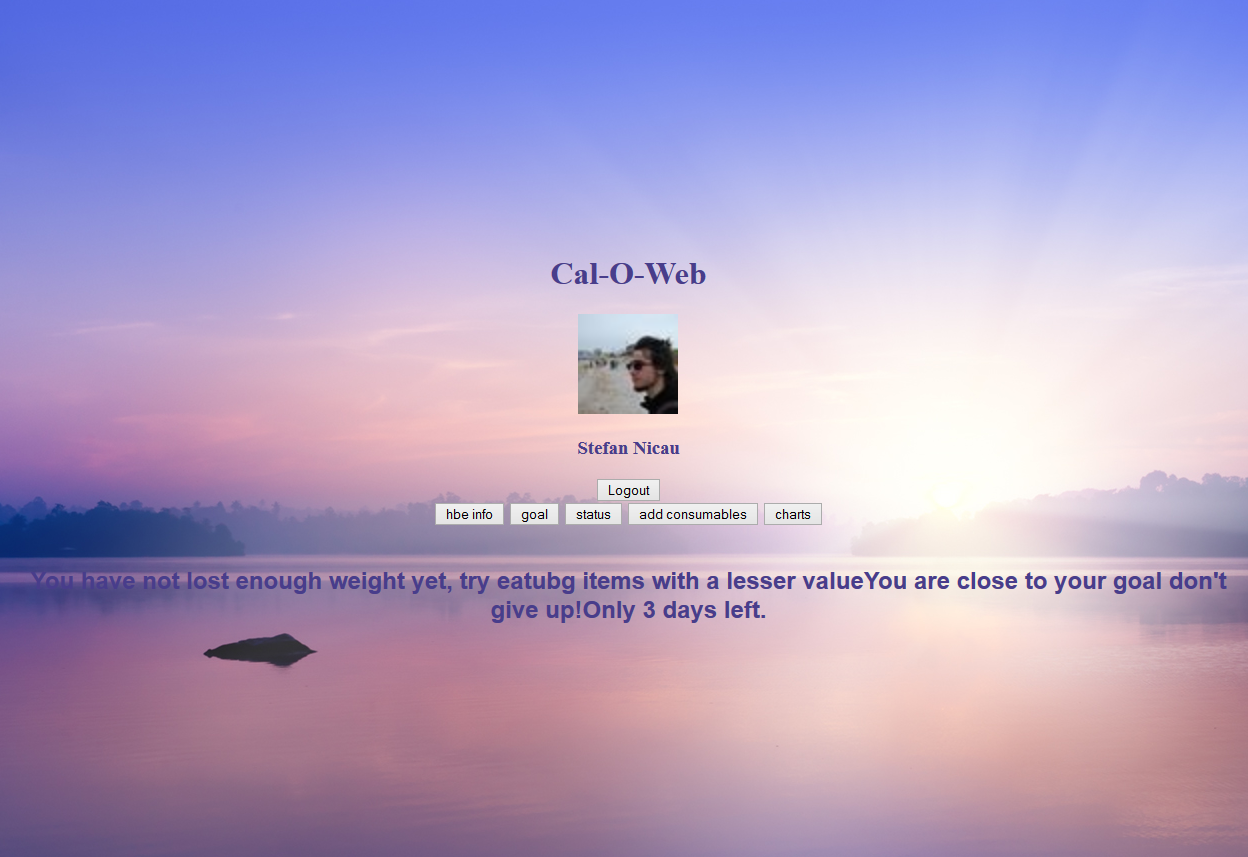 Cal-O-Web
Stefan Nicau
Logout
hbe info goal status add consumables charts
You have not lost enough weight yet, try eatubg items with a lesser valueYou are close to your goal don't
give up!Only 3 days left.